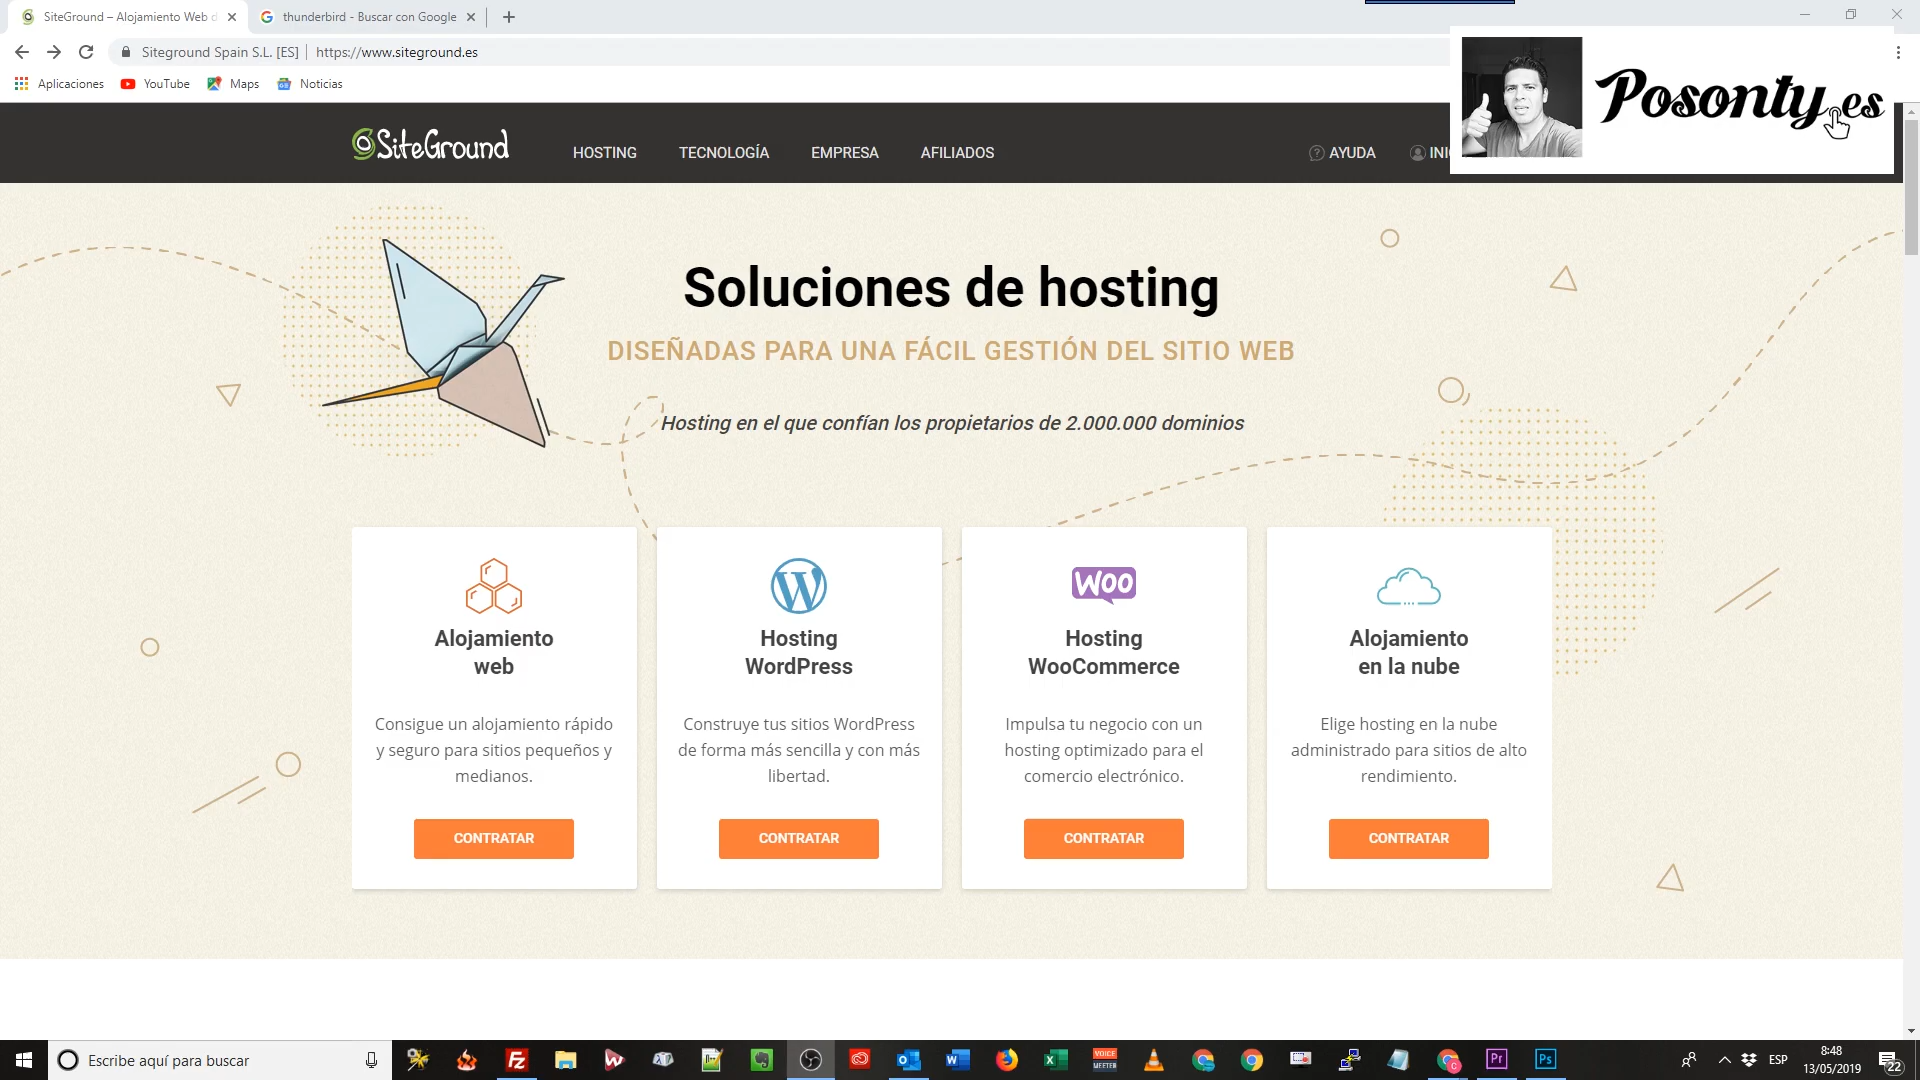 SiteGround – Alojamiento Web d
thunderbird - Buscar con Google
Siteground Spain S.L. [ES]
https://www.siteground.es
Aplicaciones
YouTube
Maps
Noticias
Posonty.es
SiteGround
HOSTING
TECNOLOGÍA
EMPRESA
AFILIADOS
AYUDA
INIC
Soluciones de hosting
DISEÑADAS PARA UNA FÁCIL GESTIÓN DEL SITIO WEB
Hosting en el que confían los propietarios de 2.000.000 dominios
Alojamiento
web
Consigue un alojamiento rápido
y seguro para sitios pequeños y
medianos.
CONTRATAR
Hosting
WordPress
Construye tus sitios WordPress
de forma más sencilla y con más
libertad.
CONTRATAR
WOO
Hosting
WooCommerce
Impulsa tu negocio con un
hosting optimizado para el
comercio electrónico.
CONTRATAR
Alojamiento
en la nube
Elige hosting en la nube
administrado para sitios de alto
rendimiento.
CONTRATAR
Escribe aquí para buscar
VOICE
MEETER
Pr
Ps
ESP
8:48
13/05/2019
22